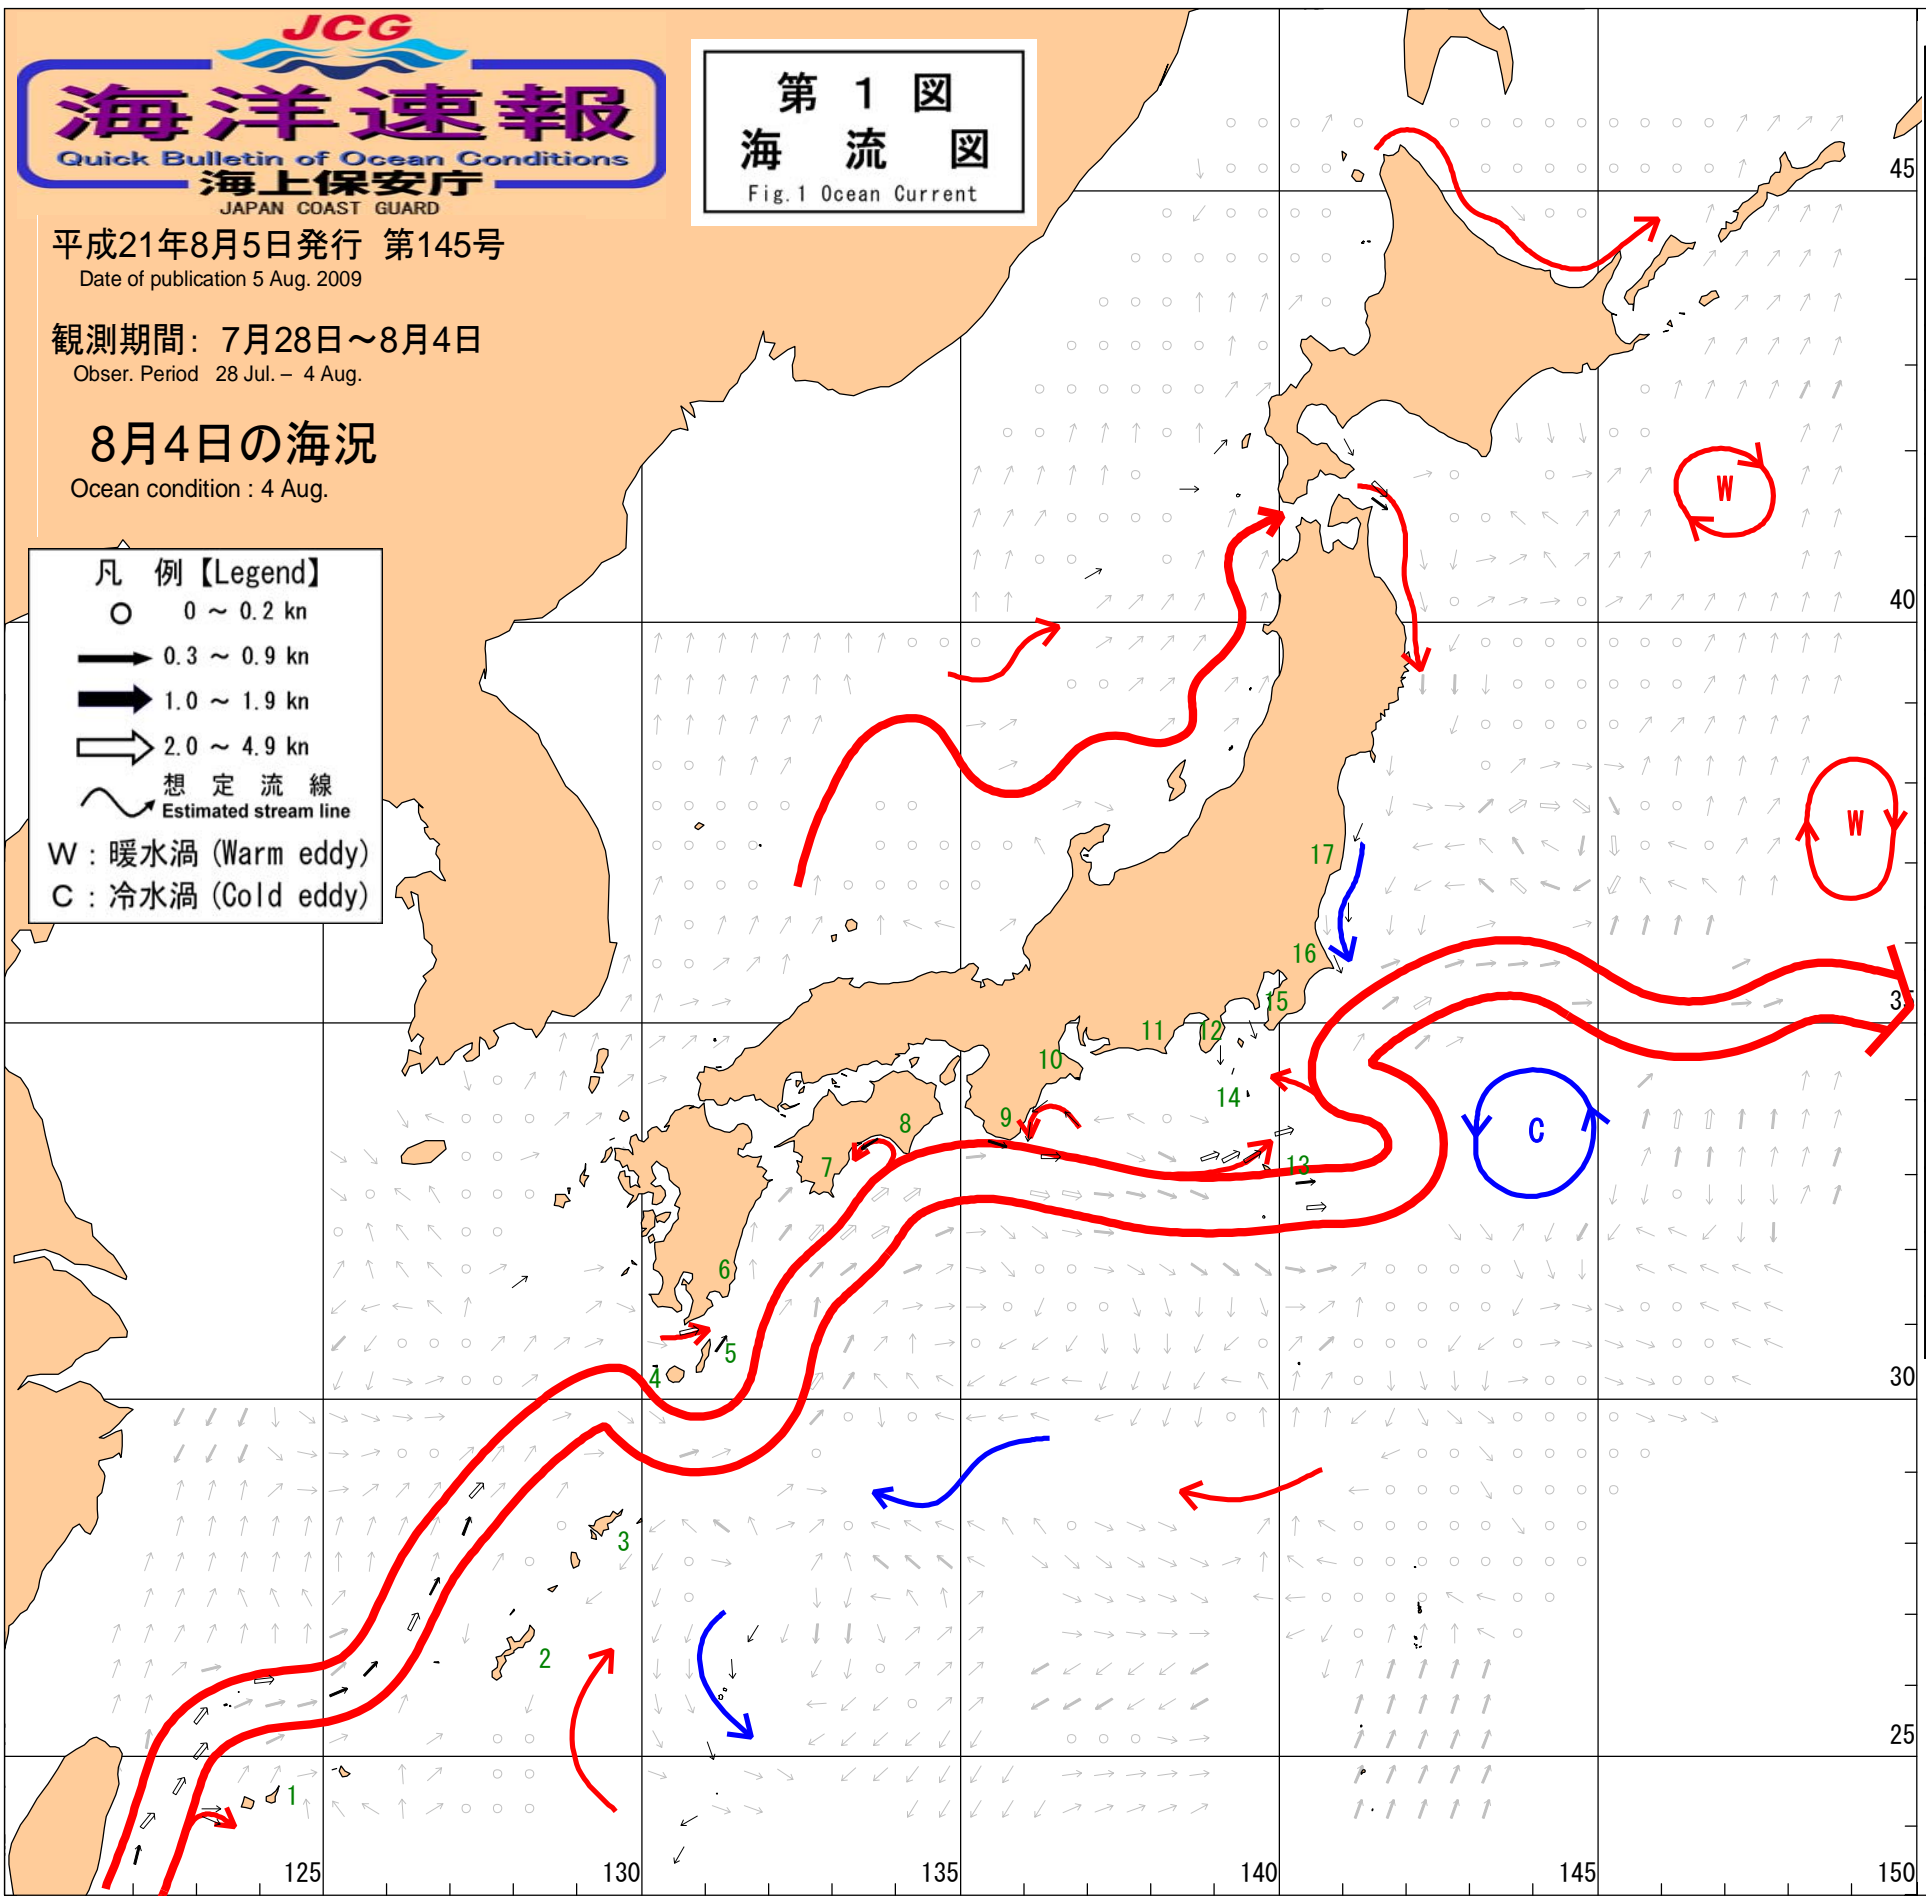 JCG
海洋速報
Quick Bulletin of Ocean Conditions
海上保安庁
JAPAN COAST GUARD
第 1 図
海 流 図
Fig.1 Ocean Current
平成21年8月5日発行 第145号
Date of publication 5 Aug. 2009
観測期間: 7月28日～8月4日
Obser. Period 28 Jul. – 4 Aug.
8月4日の海況
Ocean condition : 4 Aug.
凡 例【Legend】
0 ～ 0.2 kn
0.3 ～ 0.9 kn
1.0 ～ 1.9 kn
2.0 ～ 4.9 kn
想 定 流 線
Estimated stream line
W : 暖水渦 (Warm eddy)
C : 冷水渦 (Cold eddy)
45
W
40
W
17
16
35
15
12
11
10
14
9
8
C
7
13
6
5
4
30
3
2
25
1
125
130
135
140
145
150